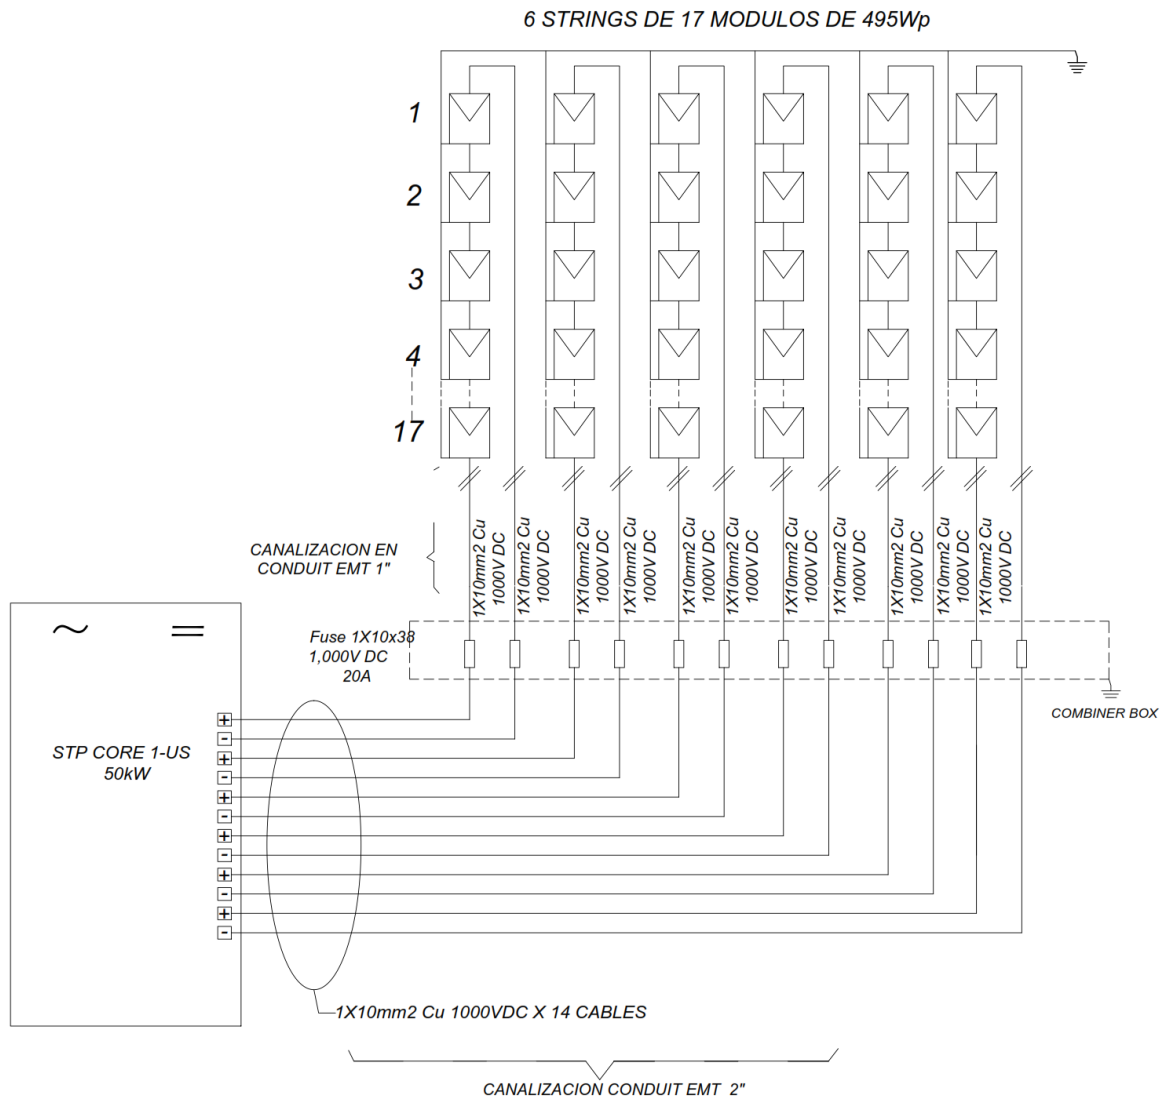 6 STRINGS DE 17 MODULOS DE 495Wp
1
2
3
4
17
CANALIZACION EN
CONDUIT EMT 1"
1X10mm2 Cu
1000V DC
1X10mm2 Cu
1000V DC
1X10mm2 Cu
1000V DC
1X10mm2 Cu
1000V DC
1X10mm2 Cu
1000V DC
1X10mm2 Cu
1000V DC
1X10mm2 Cu
1000V DC
1X10mm2 Cu
1000V DC
1X10mm2 Cu
1000V DC
1X10mm2 Cu
1000V DC
1X10mm2 Cu
1000V DC
1X10mm2 Cu
1000V DC
Fuse 1X10x38
1,000V DC
20A
COMBINER BOX
STP CORE 1-US
50kW
+
-
+
-
+
-
+
-
+
-
+
-
1X10mm2 Cu 1000VDC X 14 CABLES
CANALIZACION CONDUIT EMT 2"